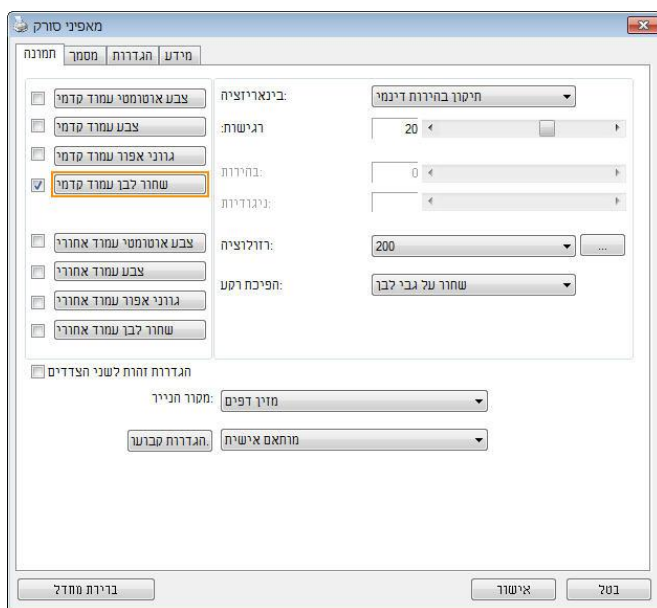 מאפיני סורק
תמונה מסמך הגדרות מידע
צבע אוטומטי עמוד קדמי
צבע עמוד קדמי
גווני אפור עמוד קדמי
שחור לבן עמוד קדמי
צבע אוטומטי עמוד אחורי
צבע עמוד אחורי
גווני אפור עמוד אחורי
שחור לבן עמוד אחורי
בינאריזציה: תיקון בהירות דינמי
רגישות: 20
בהירות: 0
ניגודיות:
רזולוציה: 200 ...
הפיכת רקע: שחור על גבי לבן
הגדרות זהות לשני הצדדים
מקור הנייר: מזין דפים
הגדרות קבוער. מותאם אישית
ברירת מחדל אישור בטל